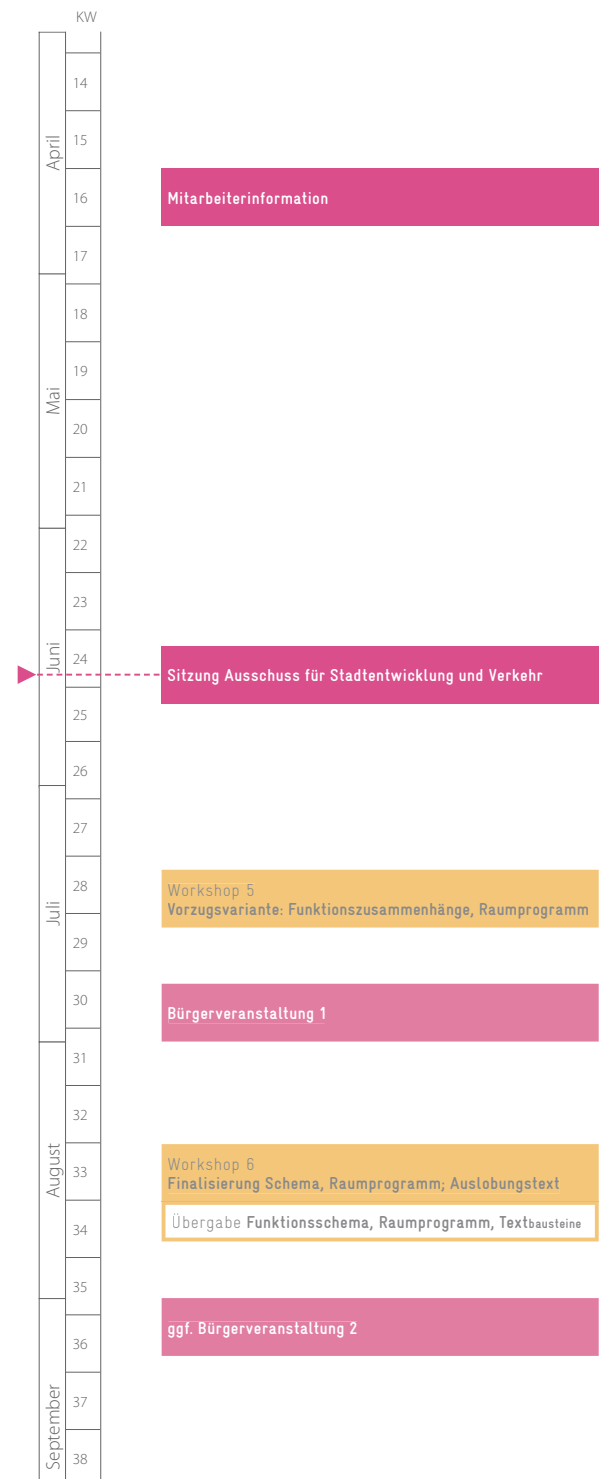 KW
April
14
15
16
Mitarbeiterinformation
17
Mai
18
19
20
21
Juni
22
23
24
Sitzung Ausschuss für Stadtentwicklung und Verkehr
25
26
Juli
27
28
Workshop 5
Vorzugsvariante: Funktionszusammenhänge, Raumprogramm
29
30
Bürgerveranstaltung 1
August
31
32
33
Workshop 6
Finalisierung Schema, Raumprogramm; Auslobungstext
34
Übergabe Funktionsschema, Raumprogramm, Textbausteine
35
September
36
ggf. Bürgerveranstaltung 2
37
38